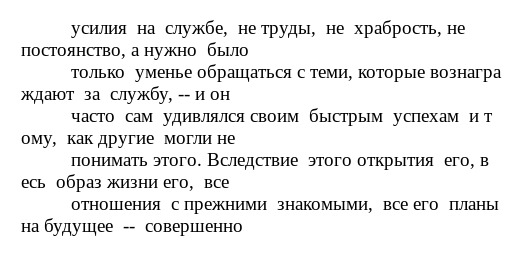 усилия на службе, не труды, не храбрость, не
постоянство, а нужно было
только уменье обращаться с теми, которые вознагра
ждают за службу, -- и он
часто сам удивлялся своим быстрым успехам и т
ому, как другие могли не
понимать этого. Вследствие этого открытия его, в
есь образ жизни его, все
отношения с прежними знакомыми, все его планы
на будущее -- совершенно